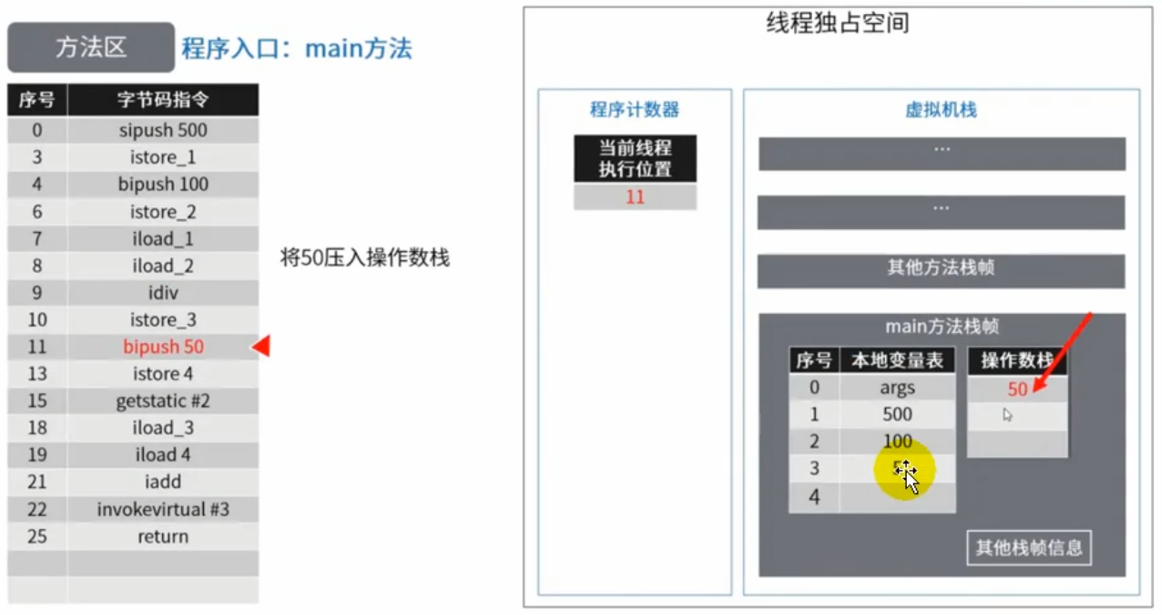 方法区
程序入口：main方法
序号 字节码指令
0 sipush 500
3 istore_1
4 bipush 100
6 istore_2
7 iload_1
8 iload_2
9 idiv
10 istore_3
11 bipush 50
13 istore 4
15 getstatic #2
18 iload_3
19 iload 4
21 iadd
22 invokevirtual #3
25 return
将50压入操作数栈
线程独占空间
程序计数器
当前线程
执行位置
11
虚拟机栈
...
...
其他方法栈帧
main方法栈帧
序号 本地变量表
0 args
1 500
2 100
3
4
操作数栈
50
其他栈帧信息